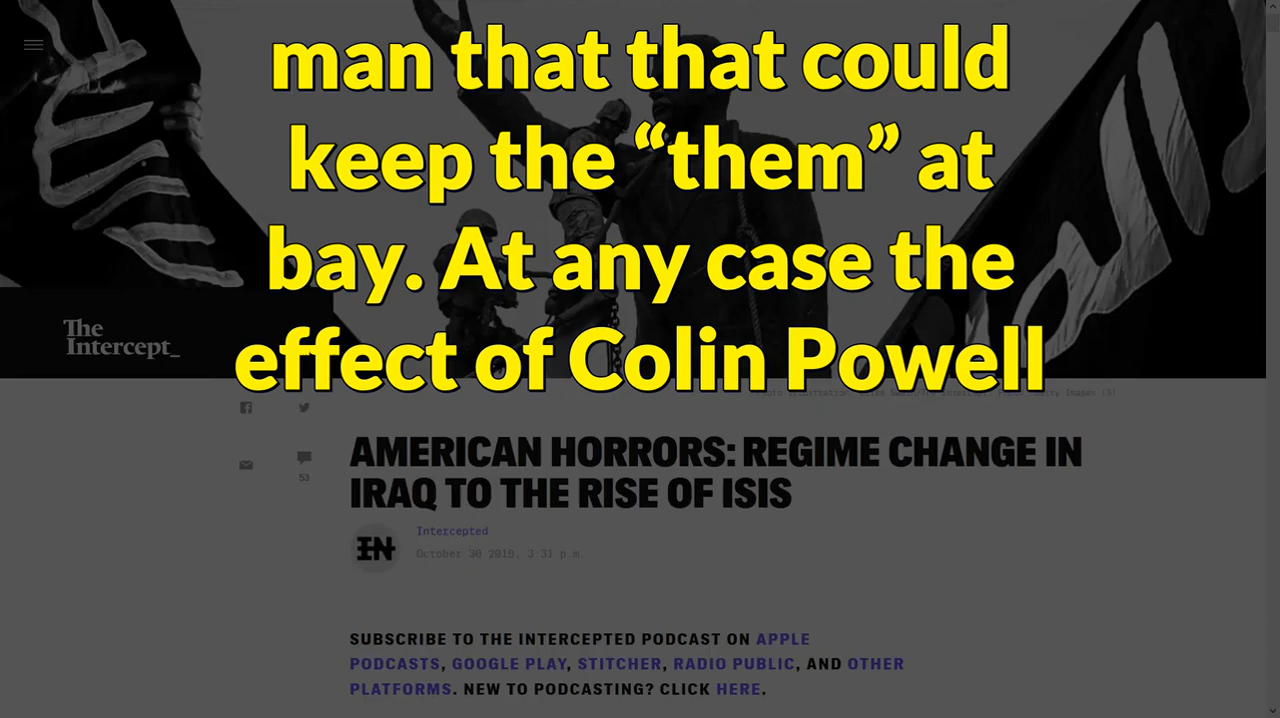 man that that could
keep the “them” at
bay. At any case the
effect of Colin Powell
The
Intercept_
53
AMERICAN HORRORS: REGIME CHANGE IN
IRAQ TO THE RISE OF ISIS
IN
Intercepted
October 30 2019, 3:31 p.m.
SUBSCRIBE TO THE INTERCEPTED PODCAST ON APPLE
PODCASTS, GOOGLE PLAY, STITCHER, RADIO PUBLIC, AND OTHER
PLATFORMS. NEW TO PODCASTING? CLICK HERE.